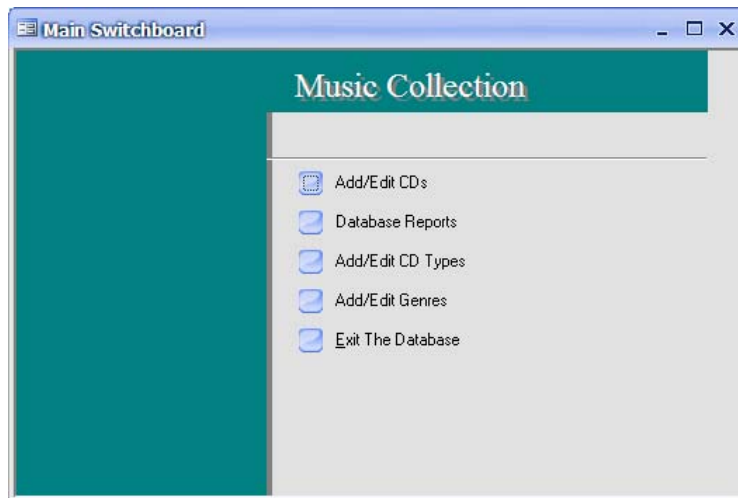 Main Switchboard
Music Collection
Add/Edit CDs
Database Reports
Add/Edit CD Types
Add/Edit Genres
Exit The Database